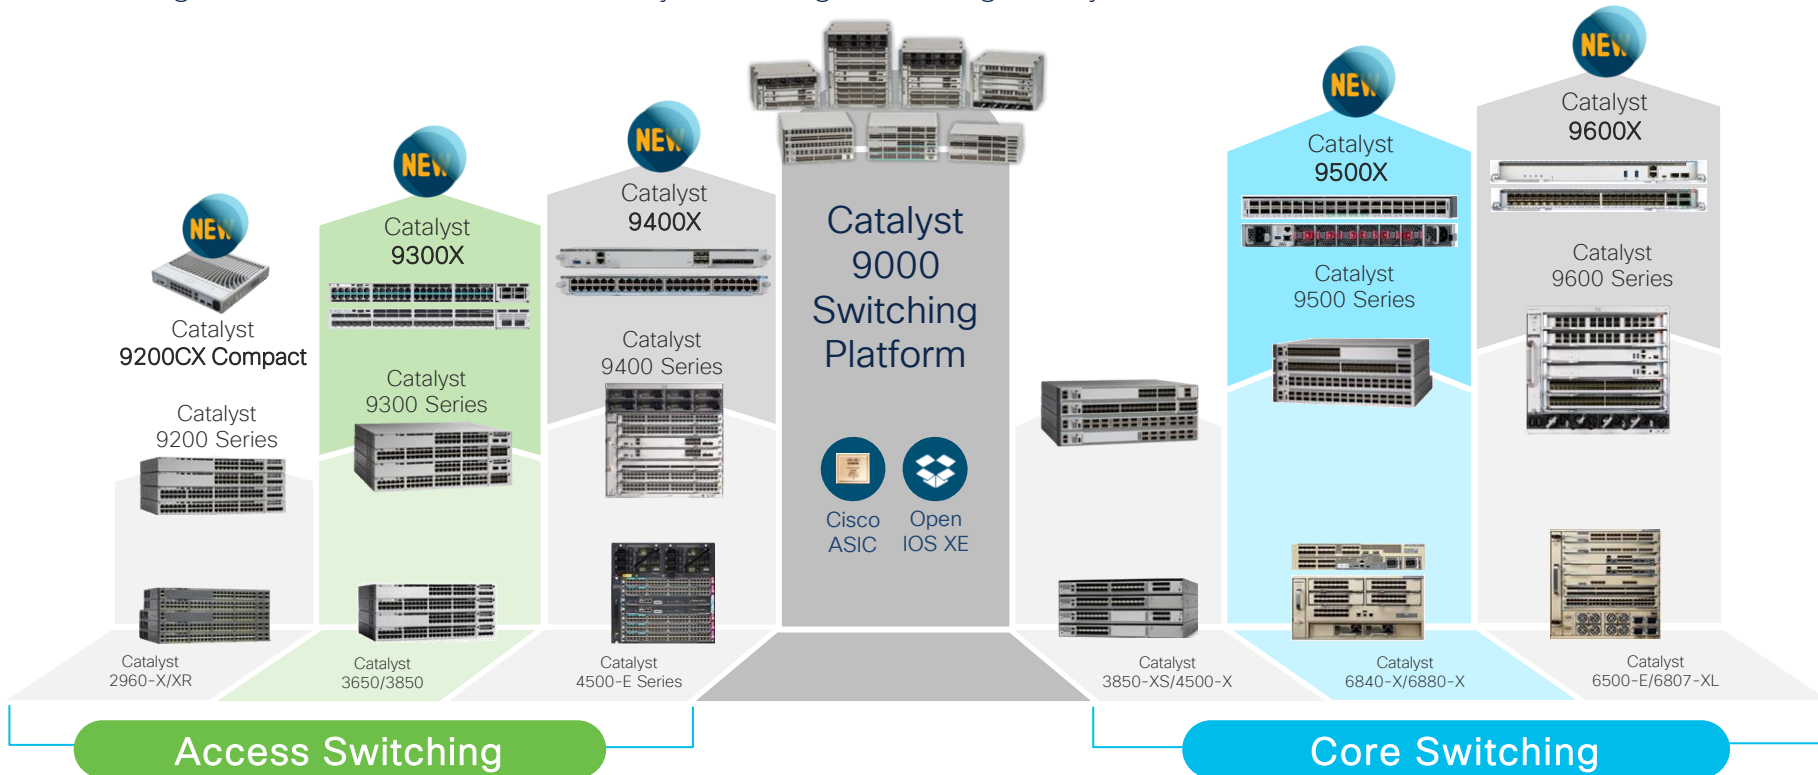 NEW
Catalyst
9200CX Compact
Catalyst
9200 Series
Catalyst
2960-X/XR
NEW
Catalyst
9300X
Catalyst
9300 Series
Catalyst
3650/3850
NEW
Catalyst
9400X
Catalyst
9400 Series
Catalyst
4500-E Series
Access Switching
Catalyst
9000
Switching
Platform
Cisco
ASIC
Open
IOS XE
Catalyst
3850-XS/4500-X
NEW
Catalyst
9500X
Catalyst
9500 Series
Catalyst
6840-X/6880-X
NEW
Catalyst
9600X
Catalyst
9600 Series
Catalyst
6500-E/6807-XL
Core Switching